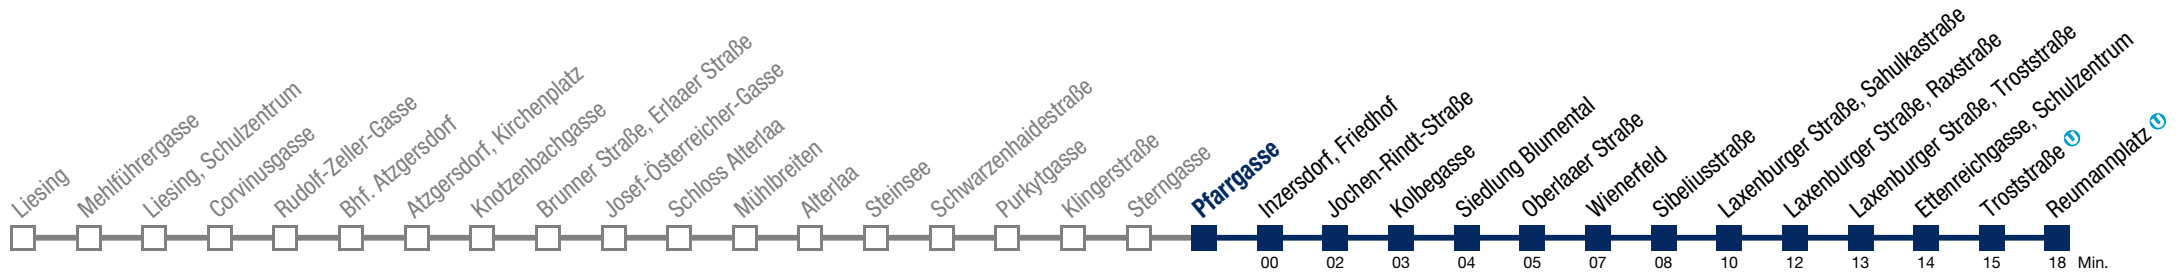 Liesing
Mehlführergasse
Liesing, Schulzentrum
Corvinusgasse
Rudolf-Zeller-Gasse
Bhf. Atzgersdorf
Atzgersdorf, Kirchenplatz
Knotzenbachgasse
Brunner Straße, Erlaaer Straße
Josef-Österreicher-Gasse
Schloss Alterlaa
Mühlbreiten
Alterlaa
Steinsee
Schwarzenhaidestraße
Purkytgasse
Klingerstraße
Sterngasse
Pfarrgasse
Inzersdorf, Friedhof
Jochen-Rindt-Straße
Kolbegasse
Siedlung Blumental
Oberlaaer Straße
Wienerfeld
Sibeliusstraße
Laxenburger Straße, Sahulkastraße
Laxenburger Straße, Raxstraße
Laxenburger Straße, Troststraße
Ettenreichgasse, Schulzentrum
Troststraße U
Reumannplatz U
00 02 03 04 05 07 08 10 12 13 14 15 18 Min.